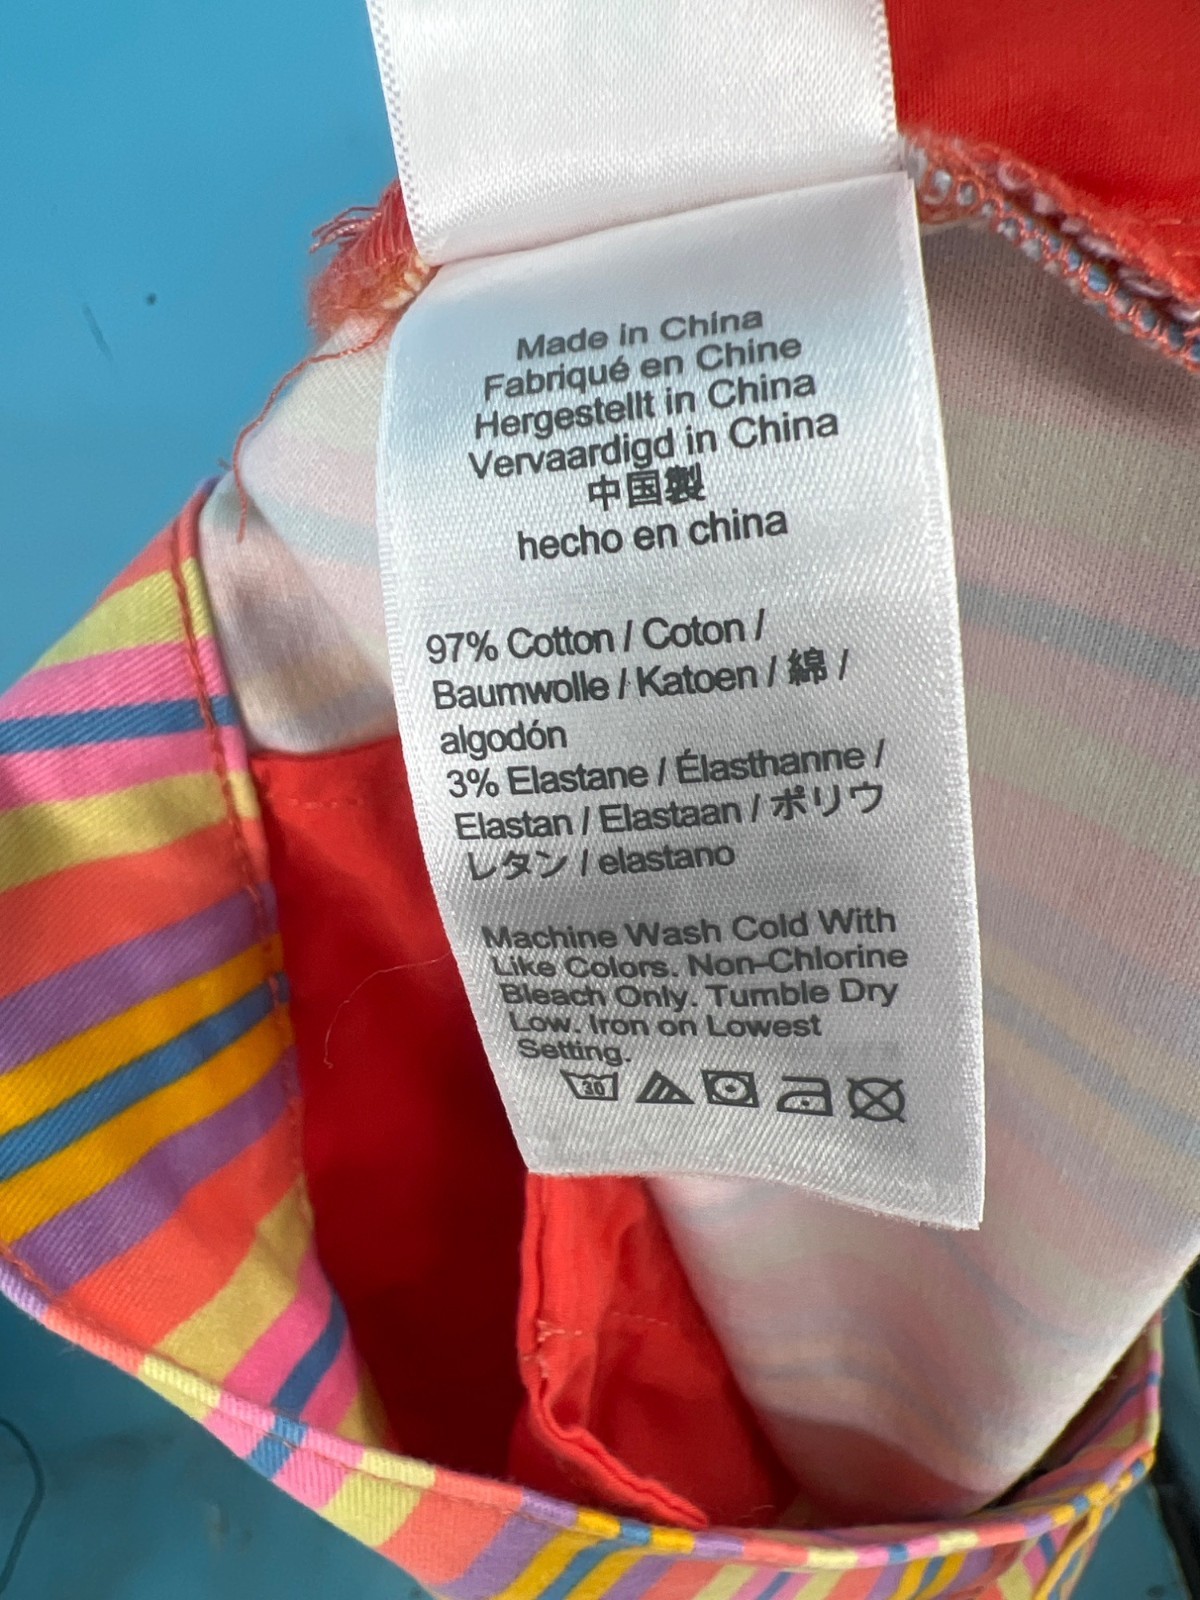 Made in China
Fabriqué en Chine
Hergestellt in China
Vervaardigd in China
中国製
hecho en china
97% Cotton / Coton /
Baumwolle / Katoen / 綿 /
algodón
3% Elastane / Élasthanne /
Elastan / Elastaan / ポリウ
レタン / elastano
Machine Wash Cold With
Like Colors. Non-Chlorine
Bleach Only. Tumble Dry
Low. Iron on Lowest
Setting.
30